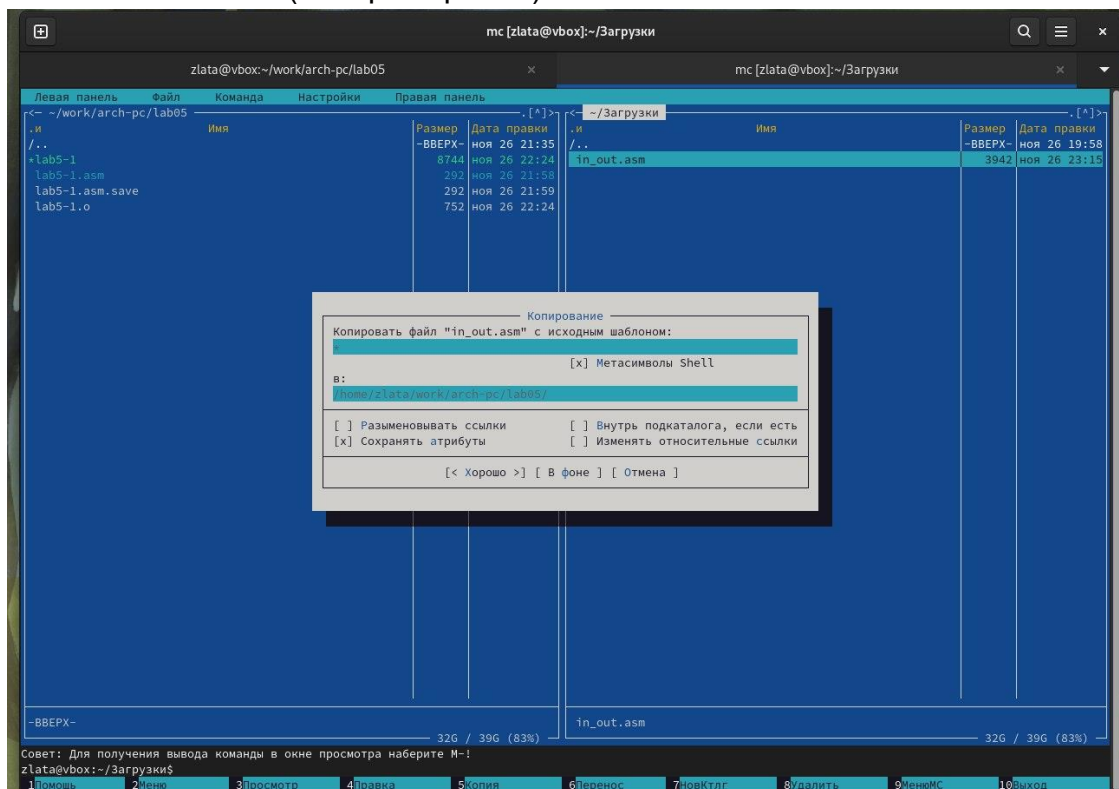 mc [zlata@vbox]:~/Загрузки
zlata@vbox:~/work/arch-pc/lab05 mc [zlata@vbox]:~/Загрузки
Левая панель Файл Команда Настройки Правая панель
<— ~/work/arch-pc/lab05 .[^]> <— ~/Загрузки .[^]>
.и Имя Размер Дата правки .и Имя Размер Дата правки
/.. -ВВЕРХ- ноя 26 21:35 /.. -ВВЕРХ- ноя 26 19:58
*lab5-1 8744 ноя 26 22:24 in_out.asm 3942 ноя 26 23:15
lab5-1.asm 292 ноя 26 21:58
lab5-1.asm.save 292 ноя 26 21:59
lab5-1.o 752 ноя 26 22:24
Копирование
Копировать файл "in_out.asm" с исходным шаблоном:
*
[x] Метасимволы Shell
в:
/home/zlata/work/arch-pc/lab05/
[ ] Разыменовывать ссылки [ ] Внутрь подкаталога, если есть
[x] Сохранять атрибуты [ ] Изменять относительные ссылки
[< Хорошо >] [ В фоне ] [ Отмена ]
-ВВЕРХ- in_out.asm
32G / 39G (83%) 32G / 39G (83%)
Совет: Для получения вывода команды в окне просмотра наберите M-!
zlata@vbox:~/Загрузки$
1Помощь 2Меню 3Просмотр 4Правка 5Копия 6Перенос 7НовКтлг 8Удалить 9МенюMC 10Выход